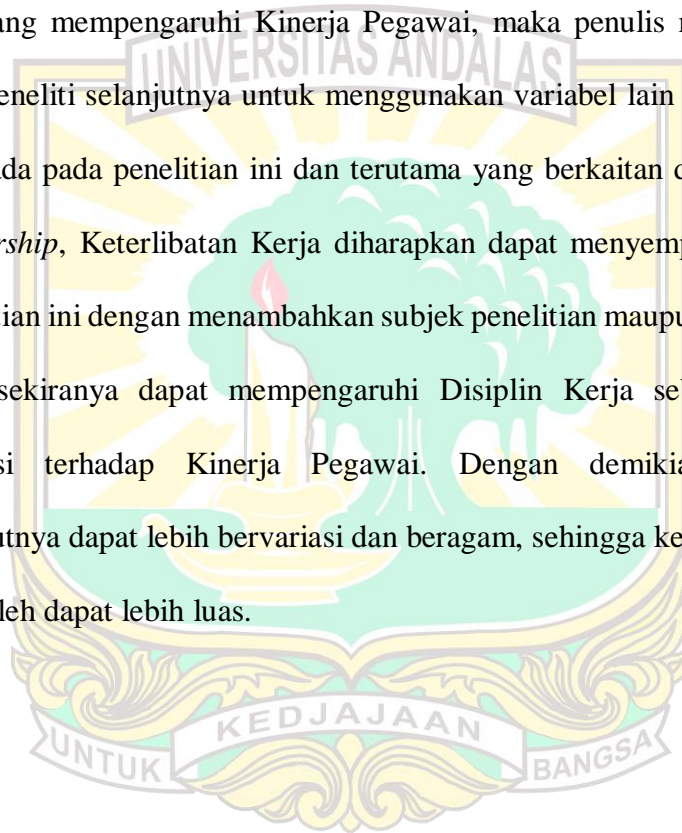 ang mempengaruhi Kinerja Pegawai, maka penulis
UNIVERSITAS ANDALAS
eneliti selanjutnya untuk menggunakan variabel lain
da pada penelitian ini dan terutama yang berkaitan
rship, Keterlibatan Kerja diharapkan dapat menyemp
ian ini dengan menambahkan subjek penelitian maupu
sekiranya dapat mempengaruhi Disiplin Kerja se
si terhadap Kinerja Pegawai. Dengan demikia
utnya dapat lebih bervariasi dan beragam, sehingga ke
leh dapat lebih luas.
UNTUK KEDJAJAAN BANGSA